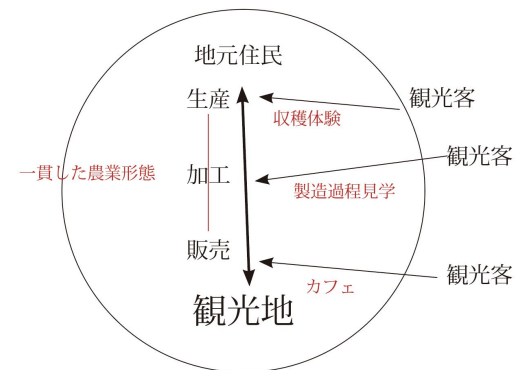 地元住民
生産
観光客
収穫体験
観光客
一貫した農業形態
加工
製造過程見学
販売
観光客
カフェ
観光地